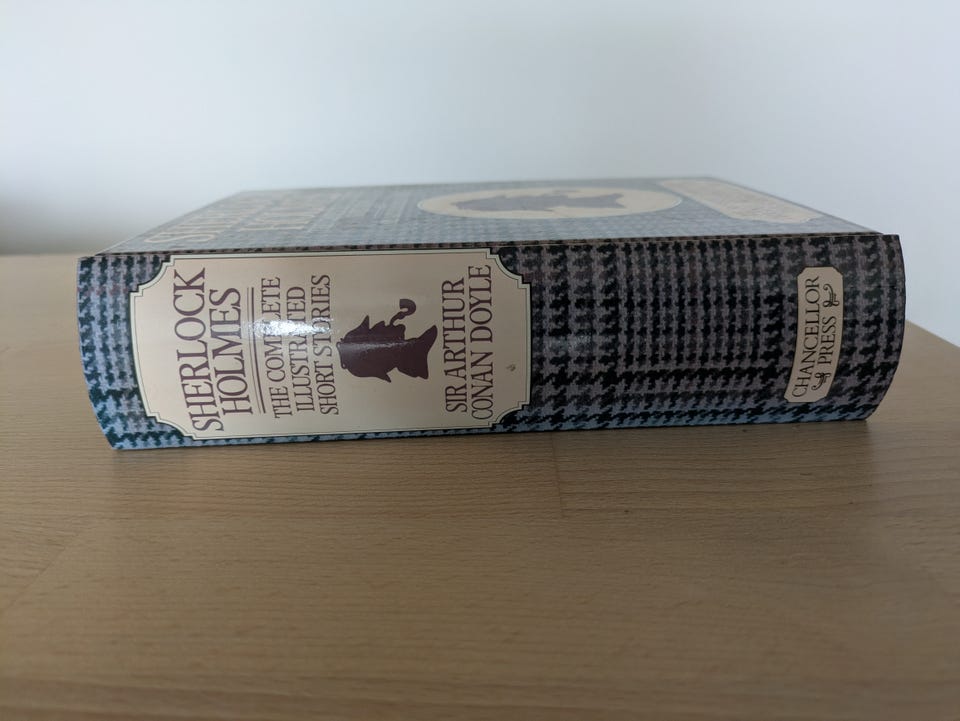 SHERLOCK
HOLMES
THE COMPLETE
ILLUSTRATED
SHORT STORIES
SIR ARTHUR
CONAN DOYLE
CHANCELLOR
PRESS